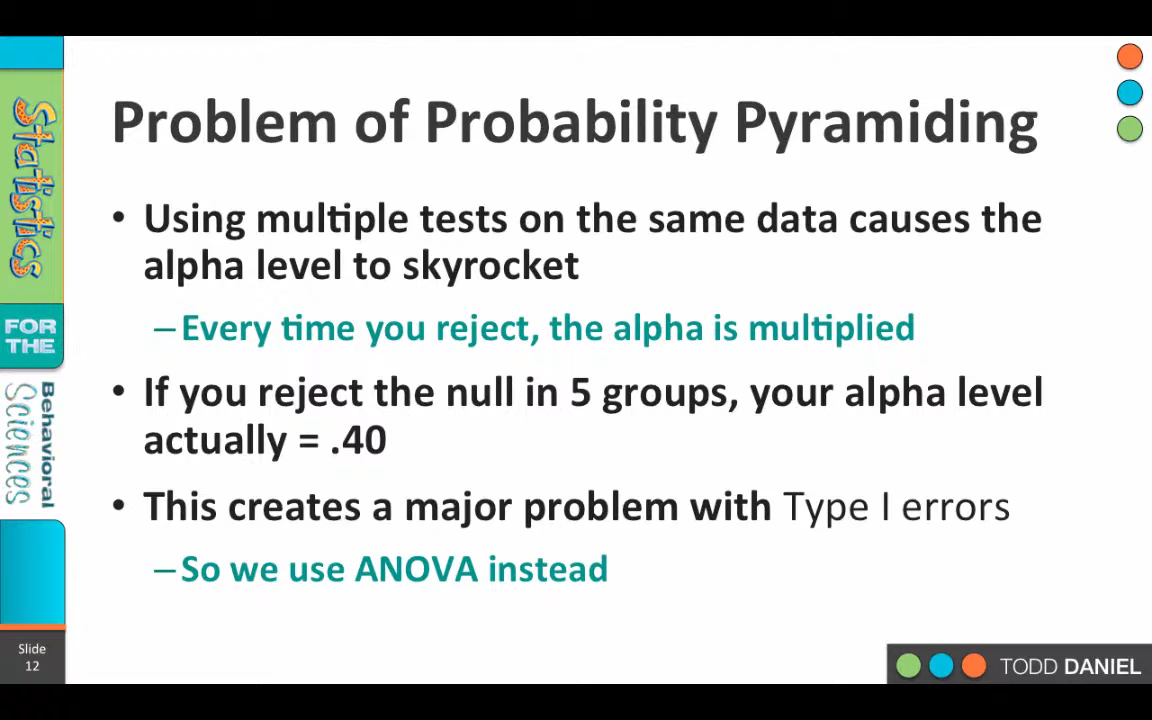 Problem of Probability Pyramiding
• Using multiple tests on the same data causes the
alpha level to skyrocket
– Every time you reject, the alpha is multiplied
• If you reject the null in 5 groups, your alpha level
actually = .40
• This creates a major problem with Type I errors
– So we use ANOVA instead
Statistics
FOR
THE
Behavioral
Sciences
Slide
12
TODD DANIEL